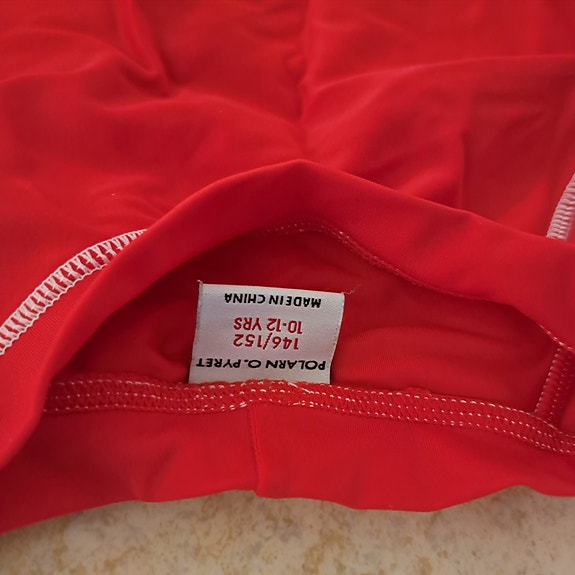 POLARN O. PYRET
146/152
10-12 YRS
MADE IN CHINA